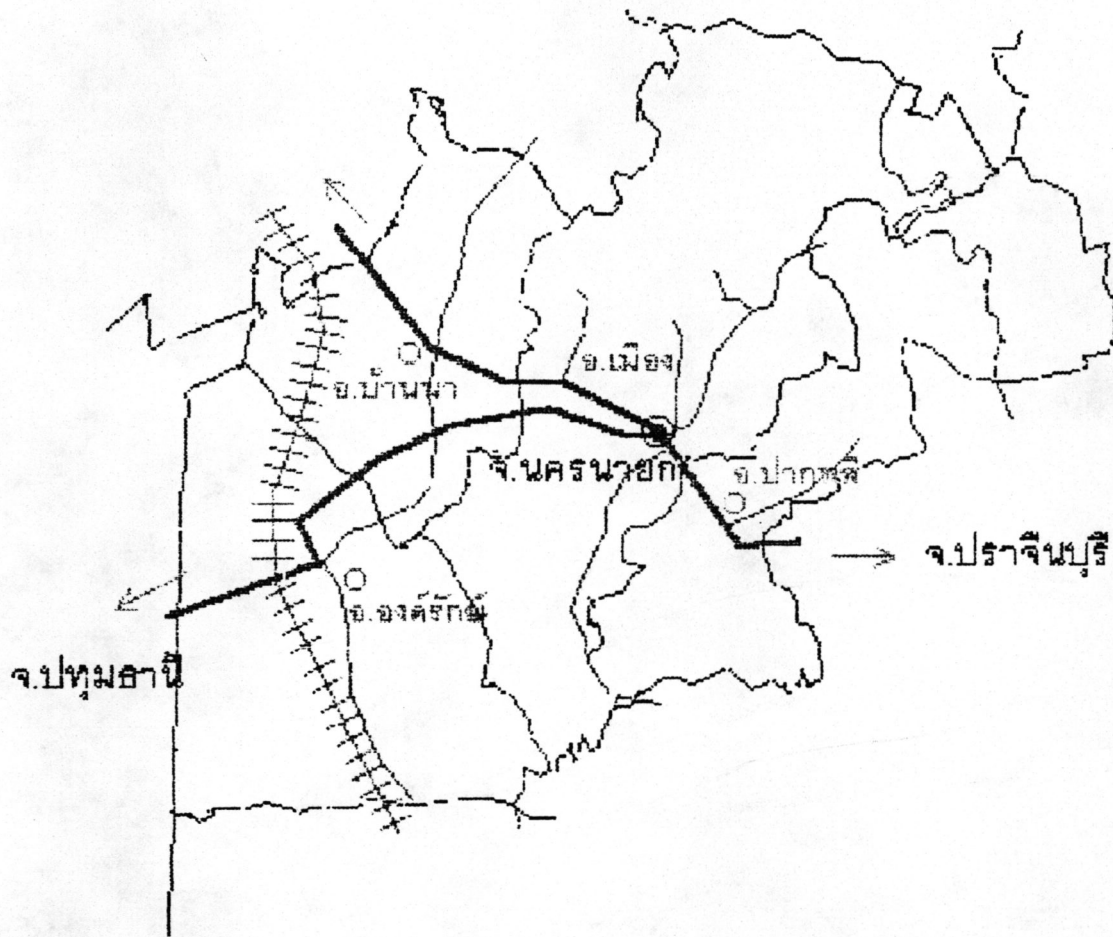 อ.เมือง
อ.บ้านนา
จ.นครนายก
อ.ปากพลี
จ.ปราจีนบุรี
อ.องครักษ์
จ.ปทุมธานี